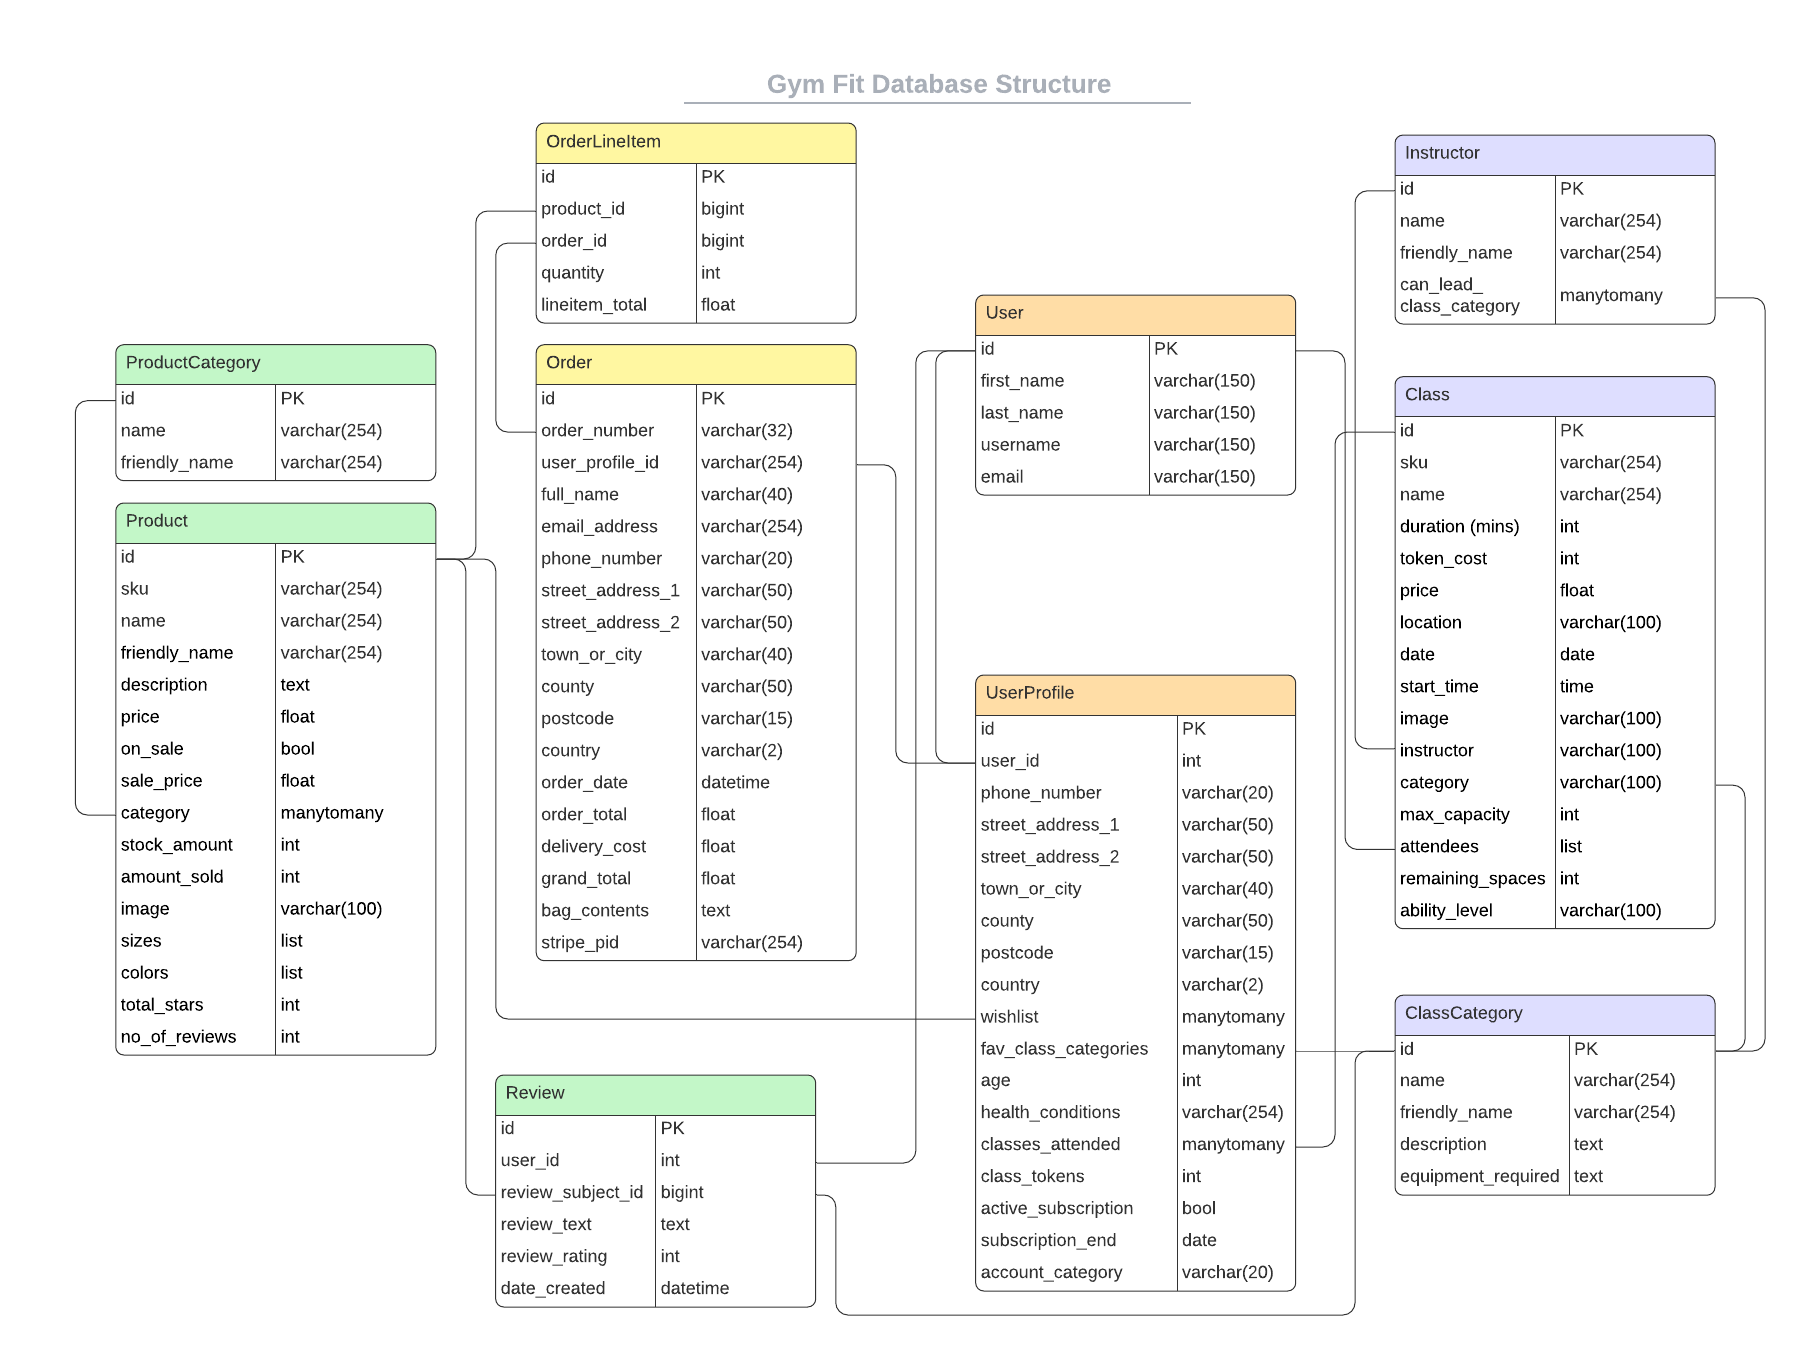 Gym Fit Database Structure
OrderLineItem
id PK
product_id bigint
order_id bigint
quantity int
lineitem_total float
Instructor
id PK
name varchar(254)
friendly_name varchar(254)
can_lead_
class_category manytomany
User
id PK
first_name varchar(150)
last_name varchar(150)
username varchar(150)
email varchar(150)
ProductCategory
id PK
name varchar(254)
friendly_name varchar(254)
Order
id PK
order_number varchar(32)
user_profile_id varchar(254)
full_name varchar(40)
email_address varchar(254)
phone_number varchar(20)
street_address_1 varchar(50)
street_address_2 varchar(50)
town_or_city varchar(40)
county varchar(50)
postcode varchar(15)
country varchar(2)
order_date datetime
order_total float
delivery_cost float
grand_total float
bag_contents text
stripe_pid varchar(254)
Class
id PK
sku varchar(254)
name varchar(254)
duration (mins) int
token_cost int
price float
location varchar(100)
date date
start_time time
image varchar(100)
instructor varchar(100)
category varchar(100)
max_capacity int
attendees list
remaining_spaces int
ability_level varchar(100)
Product
id PK
sku varchar(254)
name varchar(254)
friendly_name varchar(254)
description text
price float
on_sale bool
sale_price float
category manytomany
stock_amount int
amount_sold int
image varchar(100)
sizes list
colors list
total_stars int
no_of_reviews int
UserProfile
id PK
user_id int
phone_number varchar(20)
street_address_1 varchar(50)
street_address_2 varchar(50)
town_or_city varchar(40)
county varchar(50)
postcode varchar(15)
country varchar(2)
wishlist manytomany
fav_class_categories manytomany
age int
health_conditions varchar(254)
classes_attended manytomany
class_tokens int
active_subscription bool
subscription_end date
account_category varchar(20)
ClassCategory
id PK
name varchar(254)
friendly_name varchar(254)
description text
equipment_required text
Review
id PK
user_id int
review_subject_id bigint
review_text text
review_rating int
date_created datetime